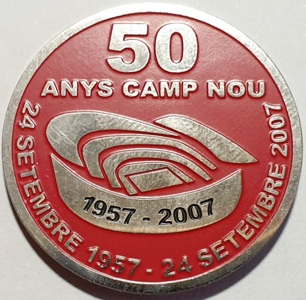 50
ANYS CAMP NOU
1957 - 2007
24 SETEMBRE 1957 - 24 SETEMBRE 2007